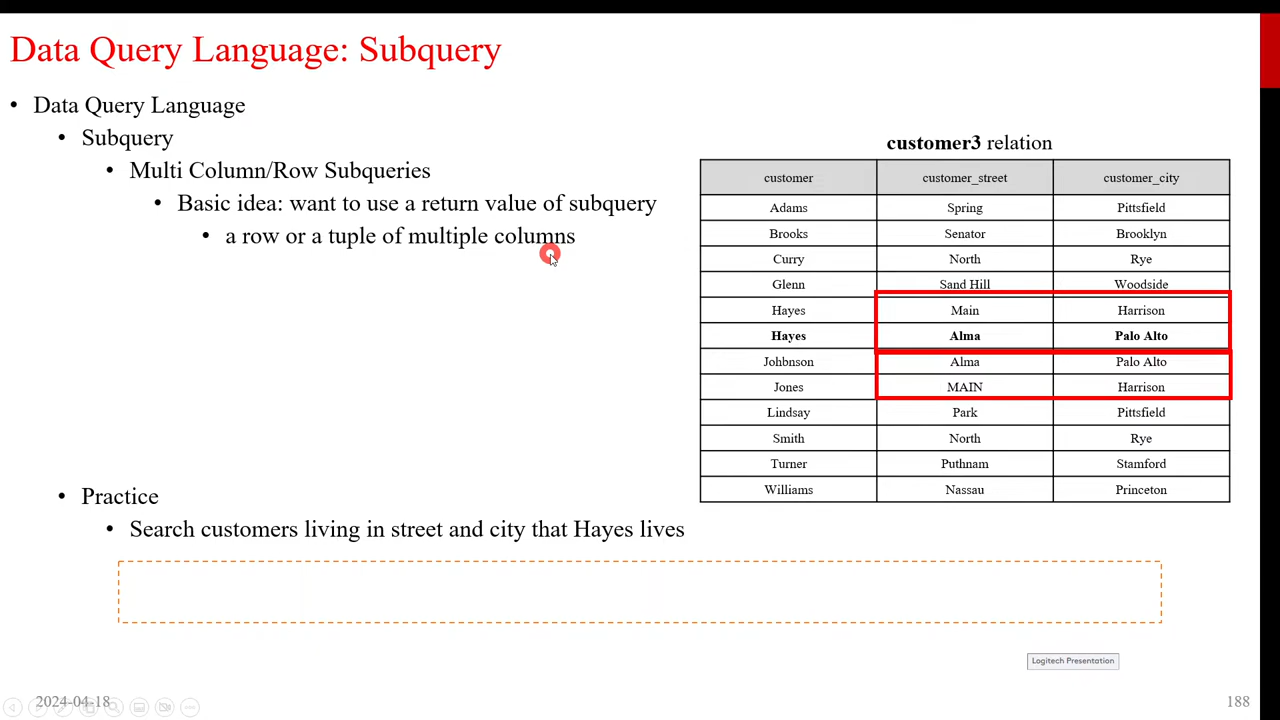 Data Query Language: Subquery
• Data Query Language
• Subquery
• Multi Column/Row Subqueries
• Basic idea: want to use a return value of subquery
• a row or a tuple of multiple columns
customer3 relation
customer customer_street customer_city
Adams Spring Pittsfield
Brooks Senator Brooklyn
Curry North Rye
Glenn Sand Hill Woodside
Hayes Main Harrison
Hayes Alma Palo Alto
Johbnson Alma Palo Alto
Jones MAIN Harrison
Lindsay Park Pittsfield
Smith North Rye
Turner Puthnam Stamford
Williams Nassau Princeton
• Practice
• Search customers living in street and city that Hayes lives
Logitech Presentation
2024-04-18
188